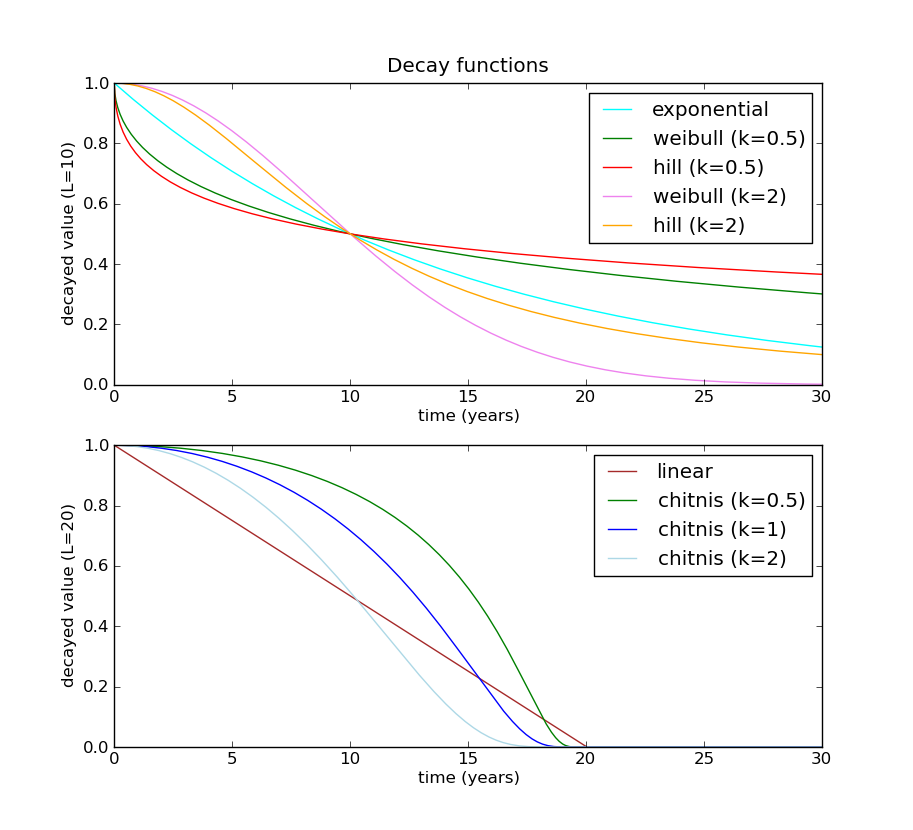 Decay functions
1.0
0.8
0.6
0.4
0.2
0.0
decayed value (L=10)
exponential
weibull (k=0.5)
hill (k=0.5)
weibull (k=2)
hill (k=2)
0 5 10 15 20 25 30
time (years)
1.0
0.8
0.6
0.4
0.2
0.0
decayed value (L=20)
linear
chitnis (k=0.5)
chitnis (k=1)
chitnis (k=2)
0 5 10 15 20 25 30
time (years)